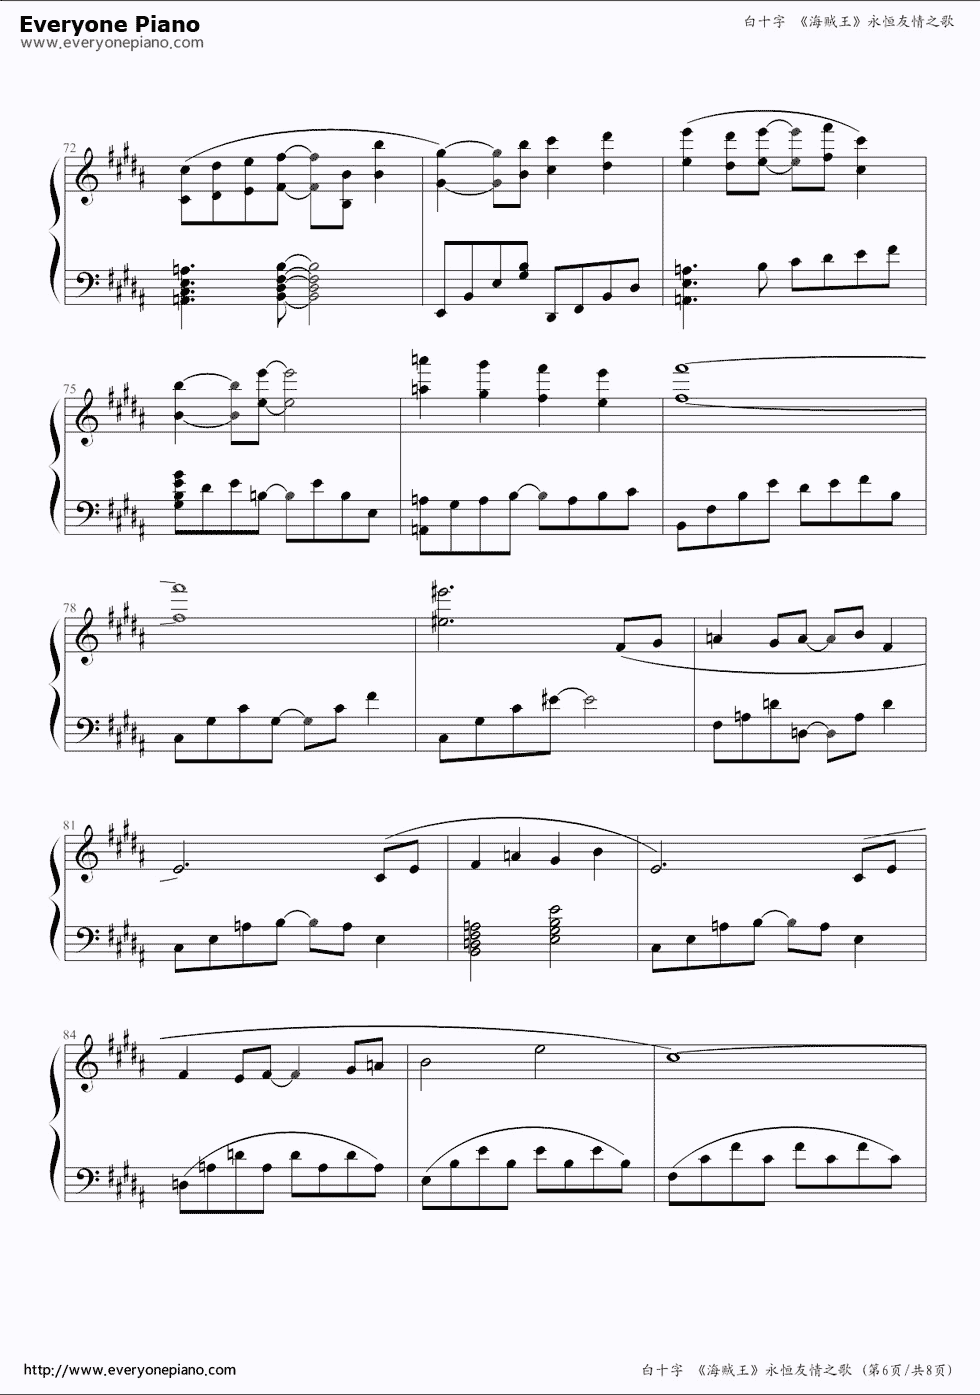 Everyone Piano
白十字 《海贼王》永恒友情之歌
www.everyonepiano.com
72
75
78
81
84
http://www.everyonepiano.com
白十字 《海贼王》永恒友情之歌 (第6页/共8页)